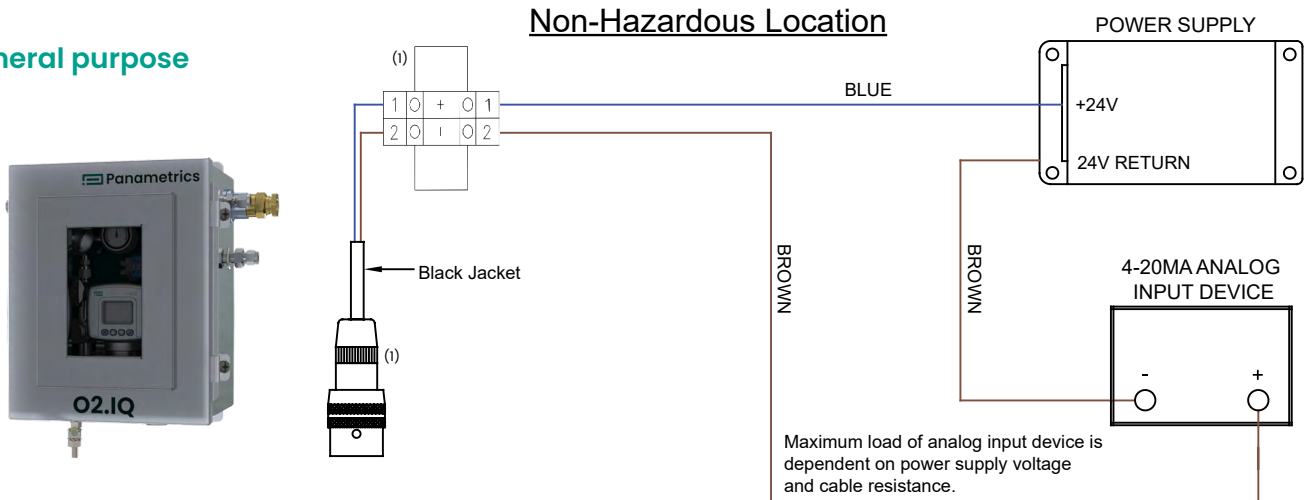 Non-Hazardous Location
neral purpose
POWER SUPPLY
(1)
BLUE
1 + 1
2 - 2
+24V
24V RETURN
Panametrics
BROWN
BROWN
Black Jacket
4-20MA ANALOG
INPUT DEVICE
- +
(1)
O2.IQ
Maximum load of analog input device is
dependent on power supply voltage
and cable resistance.